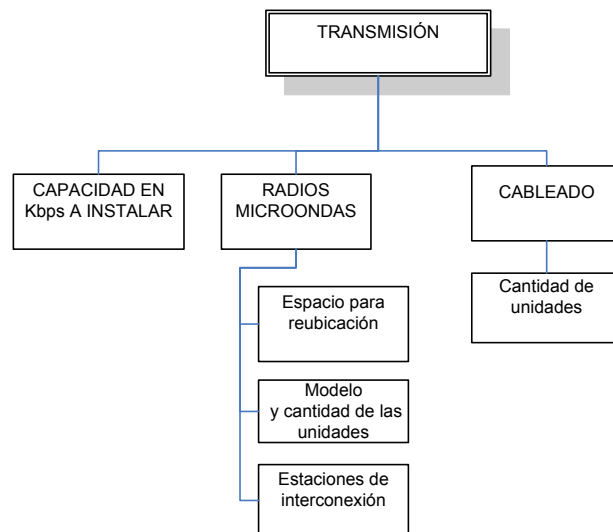 TRANSMISIÓN
CAPACIDAD EN
Kbps A INSTALAR
RADIOS
MICROONDAS
CABLEADO
Espacio para
reubicación
Modelo
y cantidad de las
unidades
Estaciones de
interconexión
Cantidad de
unidades